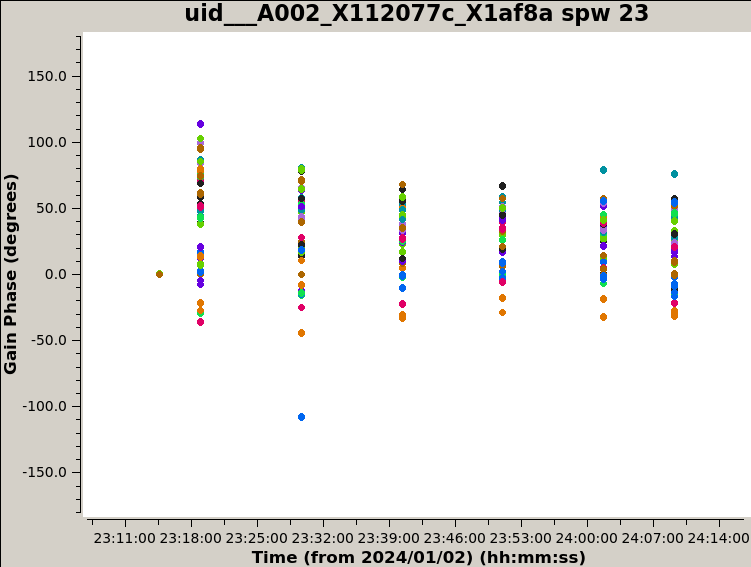 uid___A002_X112077c_X1af8a spw 23
Gain Phase (degrees)
150.0
100.0
50.0
0.0
-50.0
-100.0
-150.0
23:11:00 23:18:00 23:25:00 23:32:00 23:39:00 23:46:00 23:53:00 24:00:00 24:07:00 24:14:00
Time (from 2024/01/02) (hh:mm:ss)